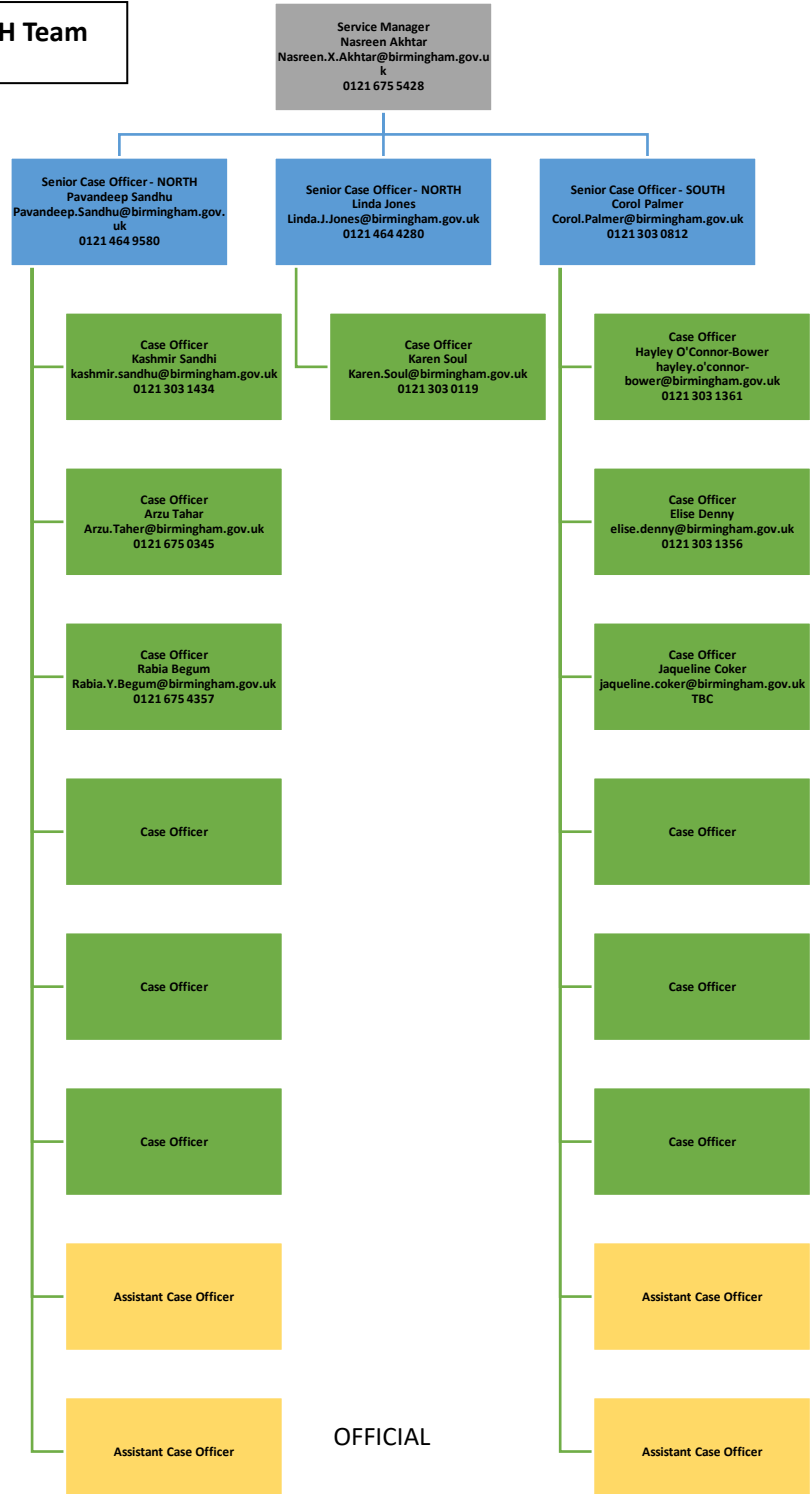 H Team
Service Manager
Nasreen Akhtar
Nasreen.X.Akhtar@birmingham.gov.u
k
0121 675 5428
Senior Case Officer - NORTH
Pavandeep Sandhu
Pavandeep.Sandhu@birmingham.gov.
uk
0121 464 9580
Senior Case Officer - NORTH
Linda Jones
Linda.J.Jones@birmingham.gov.uk
0121 464 4280
Senior Case Officer - SOUTH
Corol Palmer
Corol.Palmer@birmingham.gov.uk
0121 303 0812
Case Officer
Kashmir Sandhi
kashmir.sandhu@birmingham.gov.uk
0121 303 1434
Case Officer
Karen Soul
Karen.Soul@birmingham.gov.uk
0121 303 0119
Case Officer
Hayley O'Connor-Bower
hayley.o'connor-
bower@birmingham.gov.uk
0121 303 1361
Case Officer
Arzu Tahar
Arzu.Taher@birmingham.gov.uk
0121 675 0345
Case Officer
Elise Denny
elise.denny@birmingham.gov.uk
0121 303 1356
Case Officer
Rabia Begum
Rabia.Y.Begum@birmingham.gov.uk
0121 675 4357
Case Officer
Jaqueline Coker
jaqueline.coker@birmingham.gov.uk
TBC
Case Officer
Case Officer
Case Officer
Case Officer
Case Officer
Case Officer
Assistant Case Officer
Assistant Case Officer
Assistant Case Officer
OFFICIAL
Assistant Case Officer